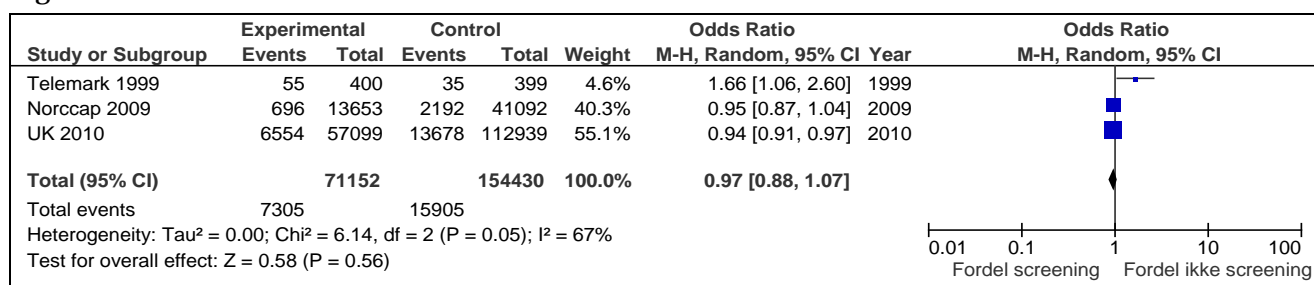 Experimental Control Odds Ratio Odds Ratio
Study or Subgroup Events Total Events Total Weight M-H, Random, 95% CI Year M-H, Random, 95% CI
Telemark 1999 55 400 35 399 4.6% 1.66 [1.06, 2.60] 1999
Norccap 2009 696 13653 2192 41092 40.3% 0.95 [0.87, 1.04] 2009
UK 2010 6554 57099 13678 112939 55.1% 0.94 [0.91, 0.97] 2010
Total (95% CI) 71152 154430 100.0% 0.97 [0.88, 1.07]
Total events 7305 15905
Heterogeneity: Tau² = 0.00; Chi² = 6.14, df = 2 (P = 0.05); I² = 67%
Test for overall effect: Z = 0.58 (P = 0.56)
0.01 0.1 1 10 100
Fordel screening Fordel ikke screening